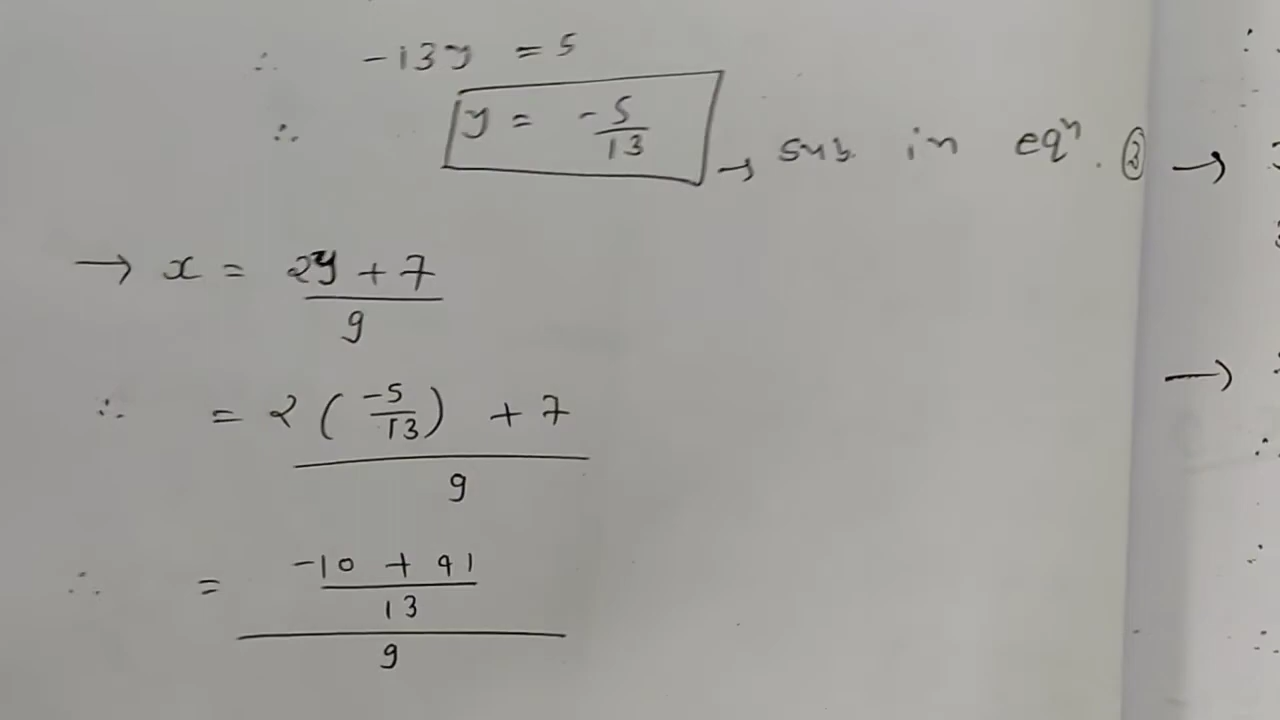 ∴ -13y = 5
∴ y = -5/13 → sub in eqⁿ. ② →
→ x = 2y + 7 / 9
∴ = 2 (-5/13) + 7 / 9
∴ = -10 + 91 / 13 / 9